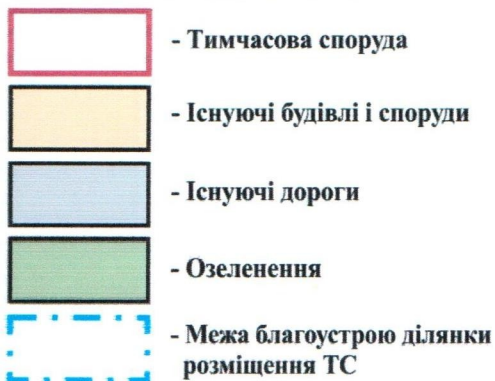 - Тимчасова споруда
- Існуючі будівлі і споруди
- Існуючі дороги
- Озеленення
- Межа благоустрою ділянки
розміщення ТС